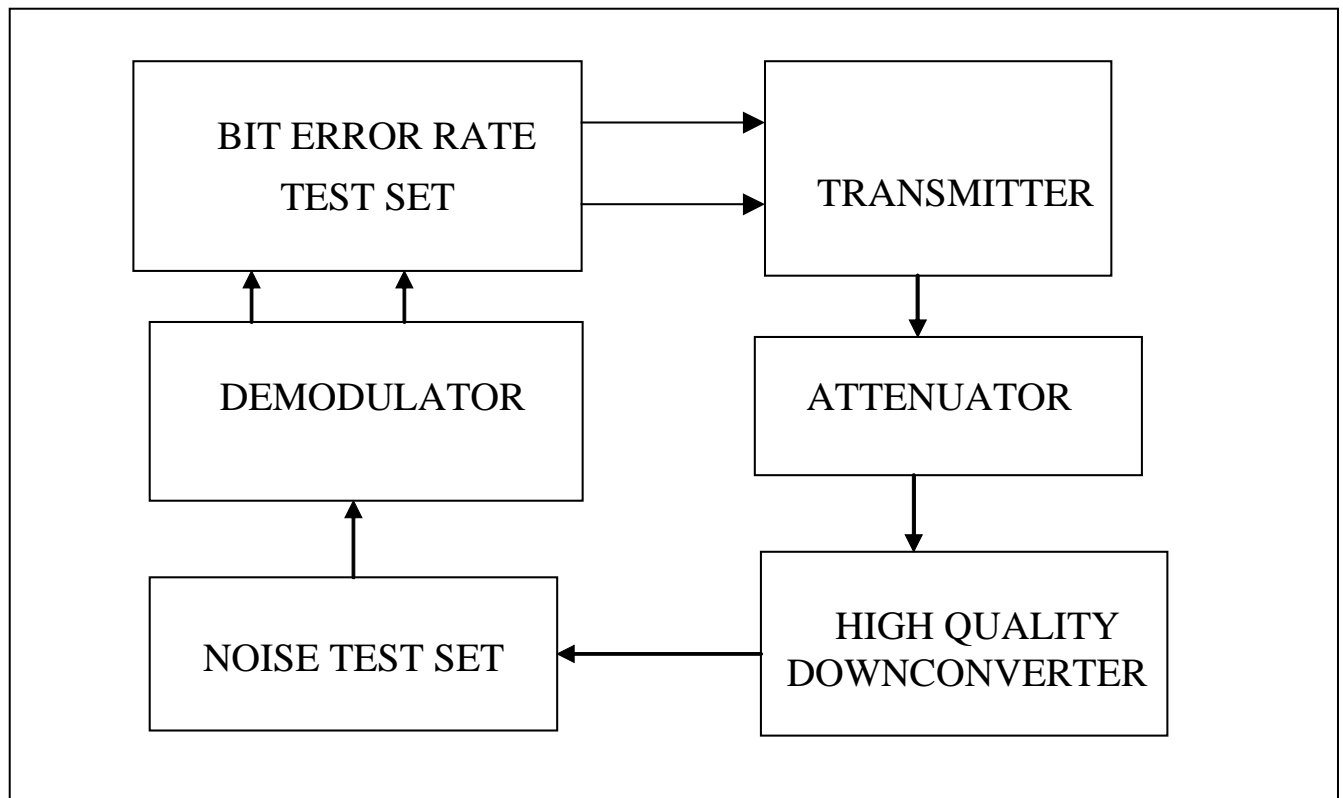 BIT ERROR RATE
TEST SET
TRANSMITTER
DEMODULATOR
ATTENUATOR
NOISE TEST SET
HIGH QUALITY
DOWNCONVERTER